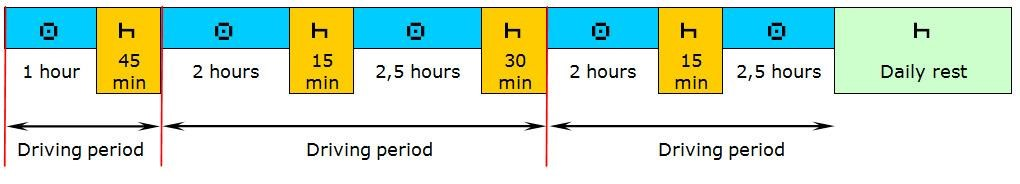 1 hour
45
min
2 hours
15
min
2,5 hours
30
min
2 hours
15
min
2,5 hours
Daily rest
Driving period
Driving period
Driving period